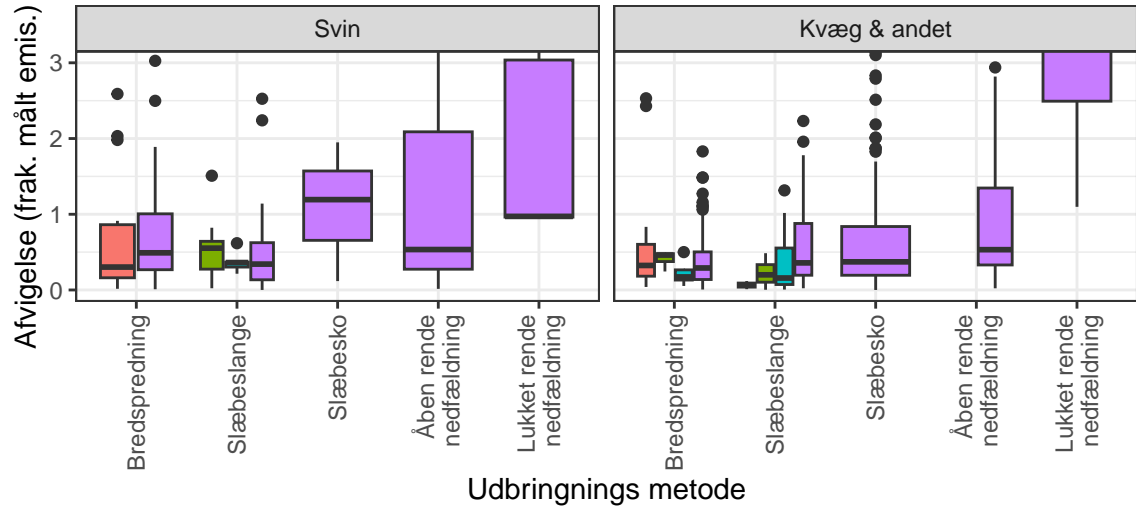 Svin
Kvæg & andet
Afvigelse (frak. målt emis.)
3
2
1
0
Bredspredning
Slæbeslange
Slæbesko
Åben rende
nedfældning
Lukket rende
nedfældning
Bredspredning
Slæbeslange
Slæbesko
Åben rende
nedfældning
Lukket rende
nedfældning
Udbringnings metode